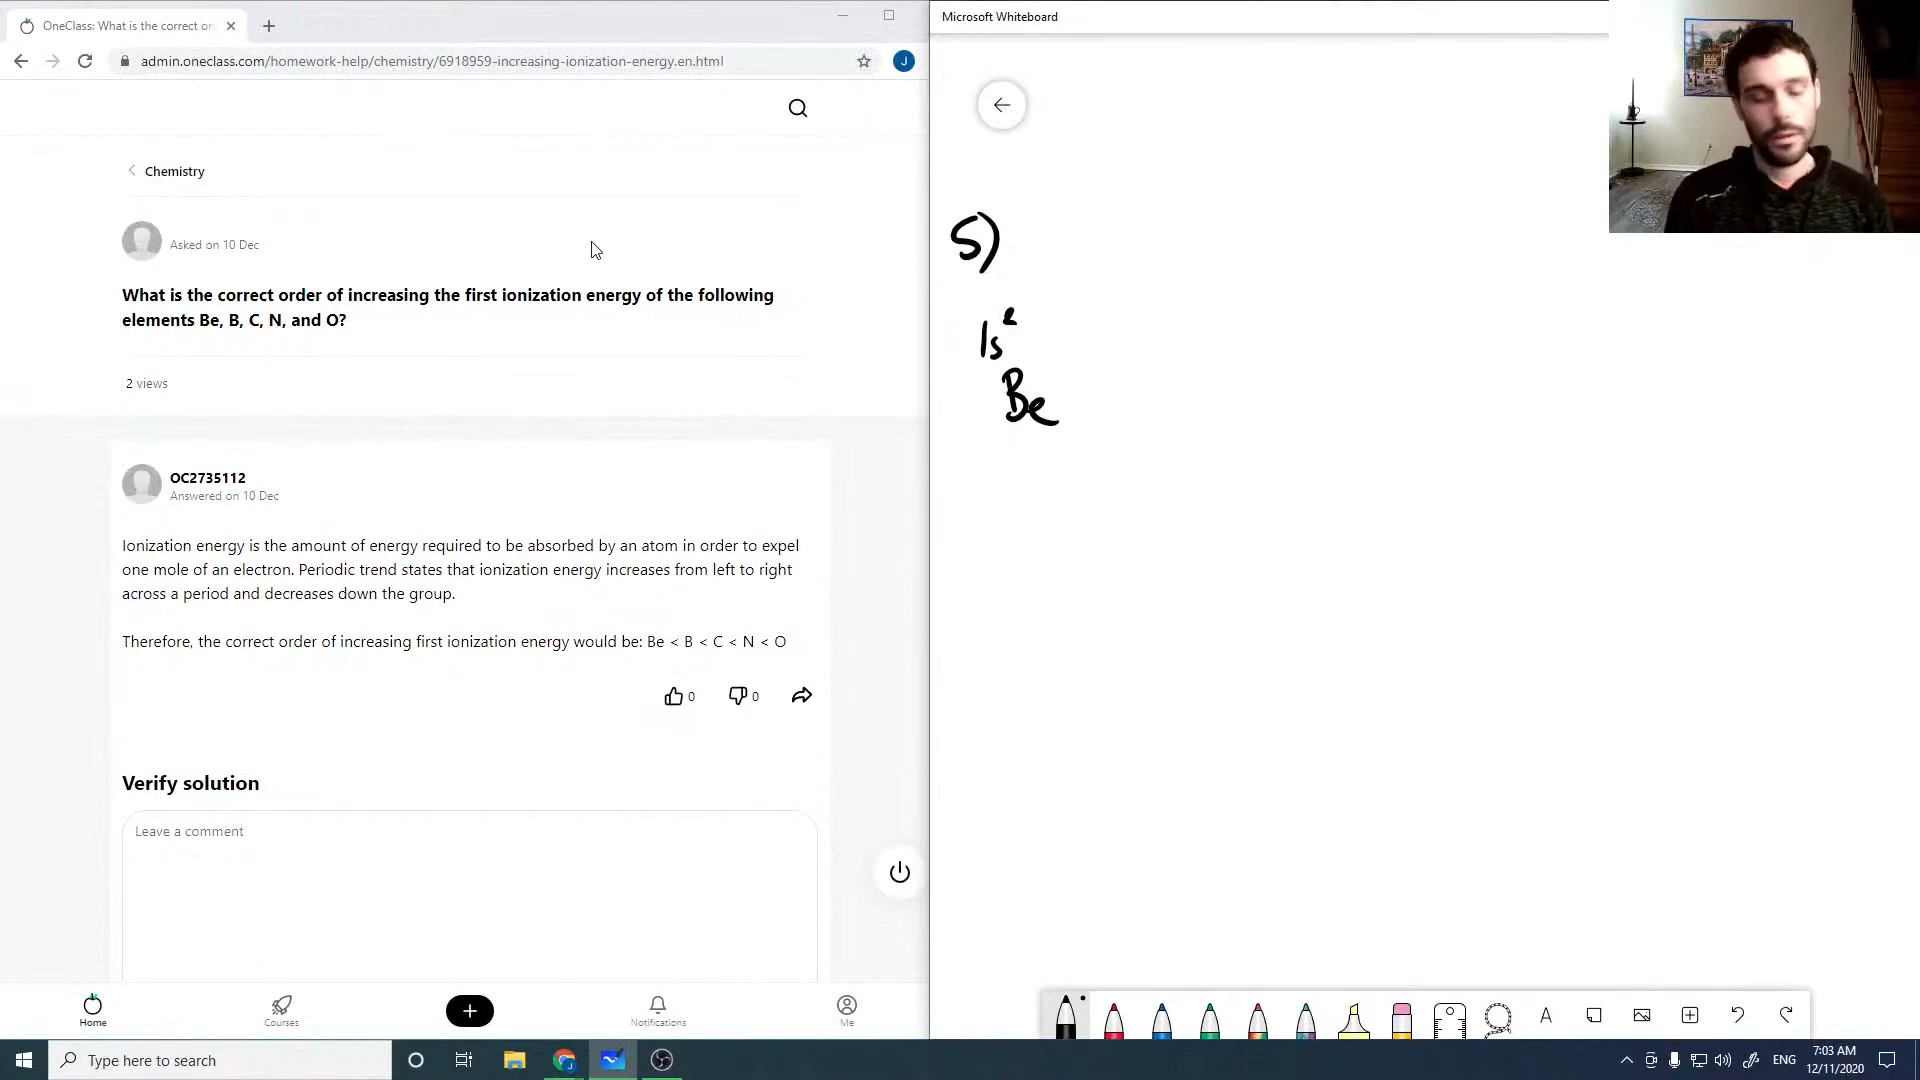 OneClass: What is the correct or
Microsoft Whiteboard
admin.oneclass.com/homework-help/chemistry/6918959-increasing-ionization-energy.en.html
J
Chemistry
Asked on 10 Dec
What is the correct order of increasing the first ionization energy of the following
elements Be, B, C, N, and O?
2 views
OC2735112
Answered on 10 Dec
Ionization energy is the amount of energy required to be absorbed by an atom in order to expel
one mole of an electron. Periodic trend states that ionization energy increases from left to right
across a period and decreases down the group.
Therefore, the correct order of increasing first ionization energy would be: Be < B < C < N < O
0 0
Verify solution
Leave a comment
Home Courses Notifications Me
5)
1s²
Be
A
Type here to search
ENG
7:03 AM
12/11/2020